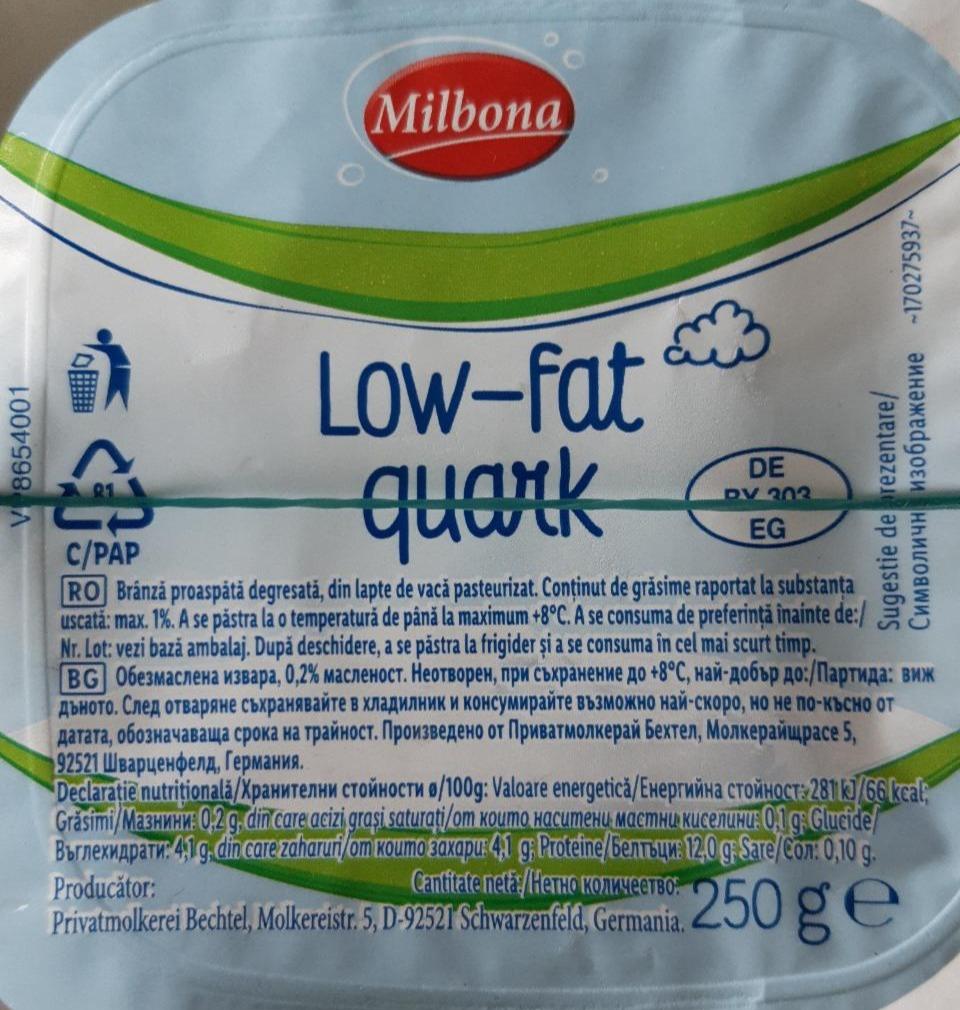 Milbona
Low-fat
quark
81
C/PAP
DE
BY 303
EG
8654001
~170275937~
Sugestie de prezentare/
Символично изображение
RO Brânză proaspătă degresată, din lapte de vacă pasteurizat. Conținut de grăsime raportat la substanța
uscată: max. 1%. A se păstra la o temperatură de până la maximum +8°C. A se consuma de preferință înainte de:/
Nr. Lot: vezi bază ambalaj. După deschidere, a se păstra la frigider și a se consuma în cel mai scurt timp.
BG Обезмаслена извара, 0,2% масленост. Неотворен, при съхранение до +8°C, най-добър до:/Партида: виж
дъното. След отваряне съхранявайте в хладилник и консумирайте възможно най-скоро, но не по-късно от
датата, обозначаваща срока на трайност. Произведено от Приватмолкерай Бехтел, Молкерайщрасе 5,
92521 Шварценфелд, Германия.
Declarație nutrițională/Хранителни стойности ø/100g: Valoare energetică/Енергийна стойност: 281 kJ/66 kcal;
Grăsimi/Мазнини: 0,2 g, din care acizi grași saturați/от които наситени мастни киселини: 0,1 g; Glucide/
Въглехидрати: 4,1 g, din care zaharuri/от които захари: 4,1 g; Proteine/Белтъци: 12,0 g; Sare/Сол: 0,10 g.
Producător:
Privatmolkerei Bechtel, Molkereistr. 5, D-92521 Schwarzenfeld, Germania.
Cantitate netă:/Нетно количество:
250 g e